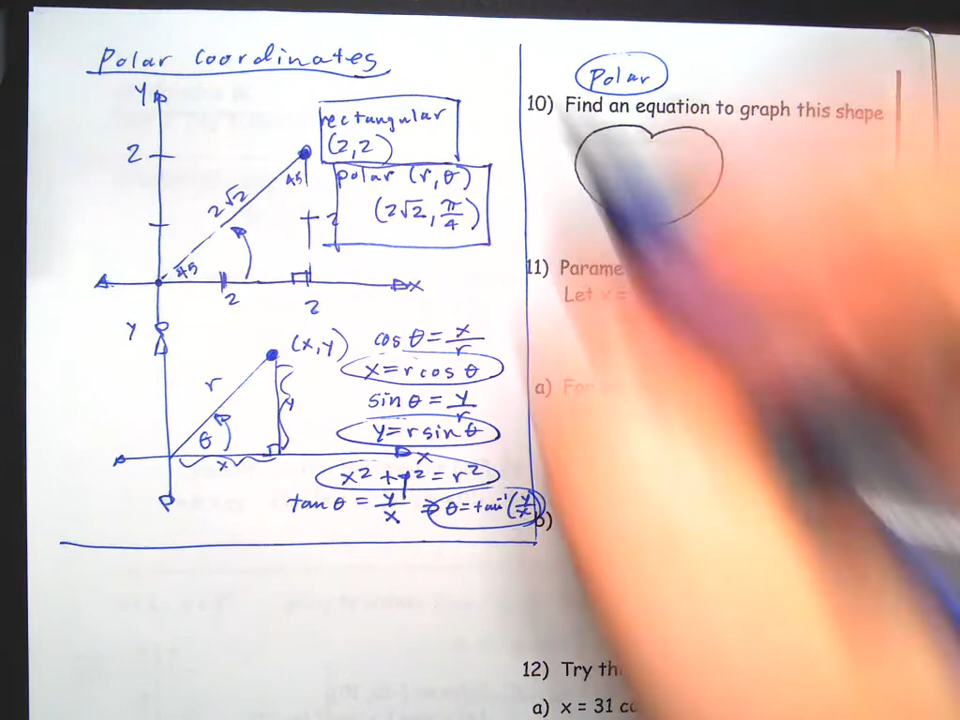 Polar Coordinates
Y
2
rectangular
(2,2)
polar (r,θ)
(2√2, π/4)
2√2
45
45
2
2
2
x
Y
(x,y)
r
θ
y
x
x
cos θ = x/r
x = r cos θ
sin θ = y/r
y = r sin θ
x² + y² = r²
tan θ = y/x ⇒ θ = tan⁻¹(y/x)
Polar
10) Find an equation to graph this shape
11) Parame
Let x =
a) Fo
b)
12) Try th
a) x = 31 co